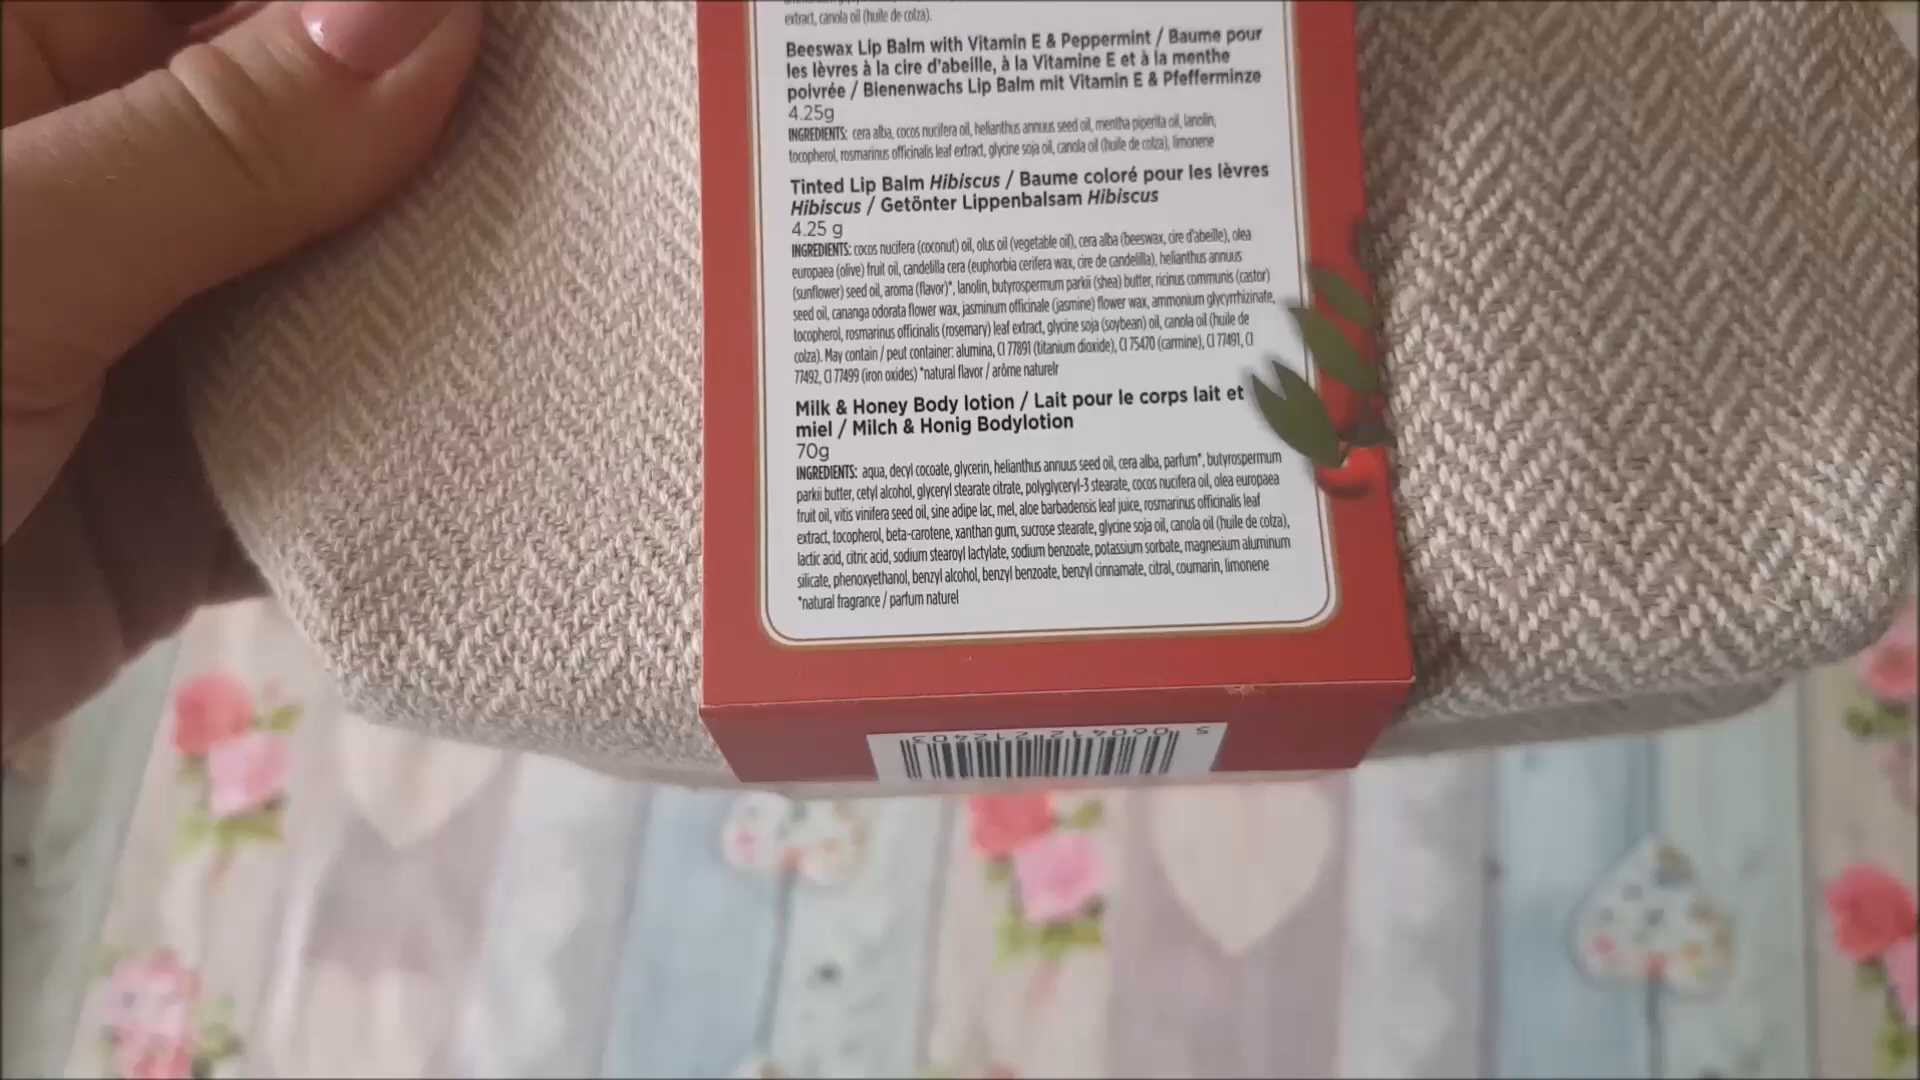 extract, canola oil (huile de colza).
Beeswax Lip Balm with Vitamin E & Peppermint / Baume pour
les lèvres à la cire d'abeille, à la Vitamine E et à la menthe
poivrée / Bienenwachs Lip Balm mit Vitamin E & Pfefferminze
4.25g
INGREDIENTS: cera alba, cocos nucifera oil, helianthus annuus seed oil, mentha piperita oil, lanolin,
tocopherol, rosmarinus officinalis leaf extract, glycine soja oil, canola oil (huile de colza), limonene
Tinted Lip Balm Hibiscus / Baume coloré pour les lèvres
Hibiscus / Getönter Lippenbalsam Hibiscus
4.25 g
INGREDIENTS: cocos nucifera (coconut) oil, olus oil (vegetable oil), cera alba (beeswax, cire d'abeille), olea
europaea (olive) fruit oil, candelilla cera (euphorbia cerifera wax, cire de candelilla), helianthus annuus
(sunflower) seed oil, aroma (flavor)*, lanolin, butyrospermum parkii (shea) butter, ricinus communis (castor)
seed oil, cananga odorata flower wax, jasminum officinale (jasmine) flower wax, ammonium glycyrrhizinate,
tocopherol, rosmarinus officinalis (rosemary) leaf extract, glycine soja (soybean) oil, canola oil (huile de
colza). May contain / peut container: alumina, CI 77891 (titanium dioxide), CI 75470 (carmine), CI 77491, CI
77492, CI 77499 (iron oxides) *natural flavor / arôme naturelr
Milk & Honey Body lotion / Lait pour le corps lait et
miel / Milch & Honig Bodylotion
70g
INGREDIENTS: aqua, decyl cocoate, glycerin, helianthus annuus seed oil, cera alba, parfum*, butyrospermum
parkii butter, cetyl alcohol, glyceryl stearate citrate, polyglyceryl-3 stearate, cocos nucifera oil, olea europaea
fruit oil, vitis vinifera seed oil, sine adipe lac, mel, aloe barbadensis leaf juice, rosmarinus officinalis leaf
extract, tocopherol, beta-carotene, xanthan gum, sucrose stearate, glycine soja oil, canola oil (huile de colza),
lactic acid, citric acid, sodium stearoyl lactylate, sodium benzoate, potassium sorbate, magnesium aluminum
silicate, phenoxyethanol, benzyl alcohol, benzyl benzoate, benzyl cinnamate, citral, coumarin, limonene
*natural fragrance / parfum naturel
5 060412 212403